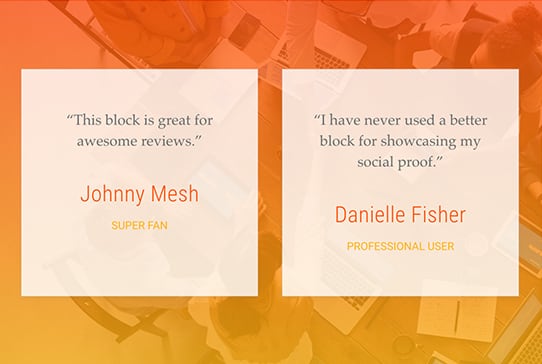 “This block is great for
awesome reviews.”
Johnny Mesh
SUPER FAN
“I have never used a better
block for showcasing my
social proof.”
Danielle Fisher
PROFESSIONAL USER